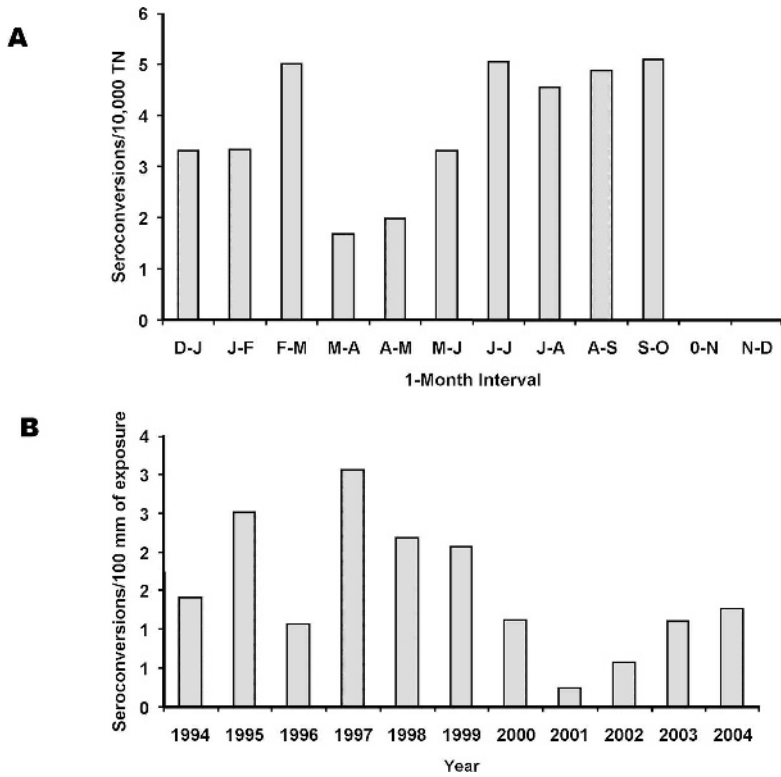 A
Seroconversions/10,000 TN
6
5
4
3
2
1
0
D-J J-F F-M M-A A-M M-J J-J J-A A-S S-O 0-N N-D
1-Month Interval
B
Seroconversions/100 mm of exposure
4
3
3
2
2
1
1
0
1994 1995 1996 1997 1998 1999 2000 2001 2002 2003 2004
Year